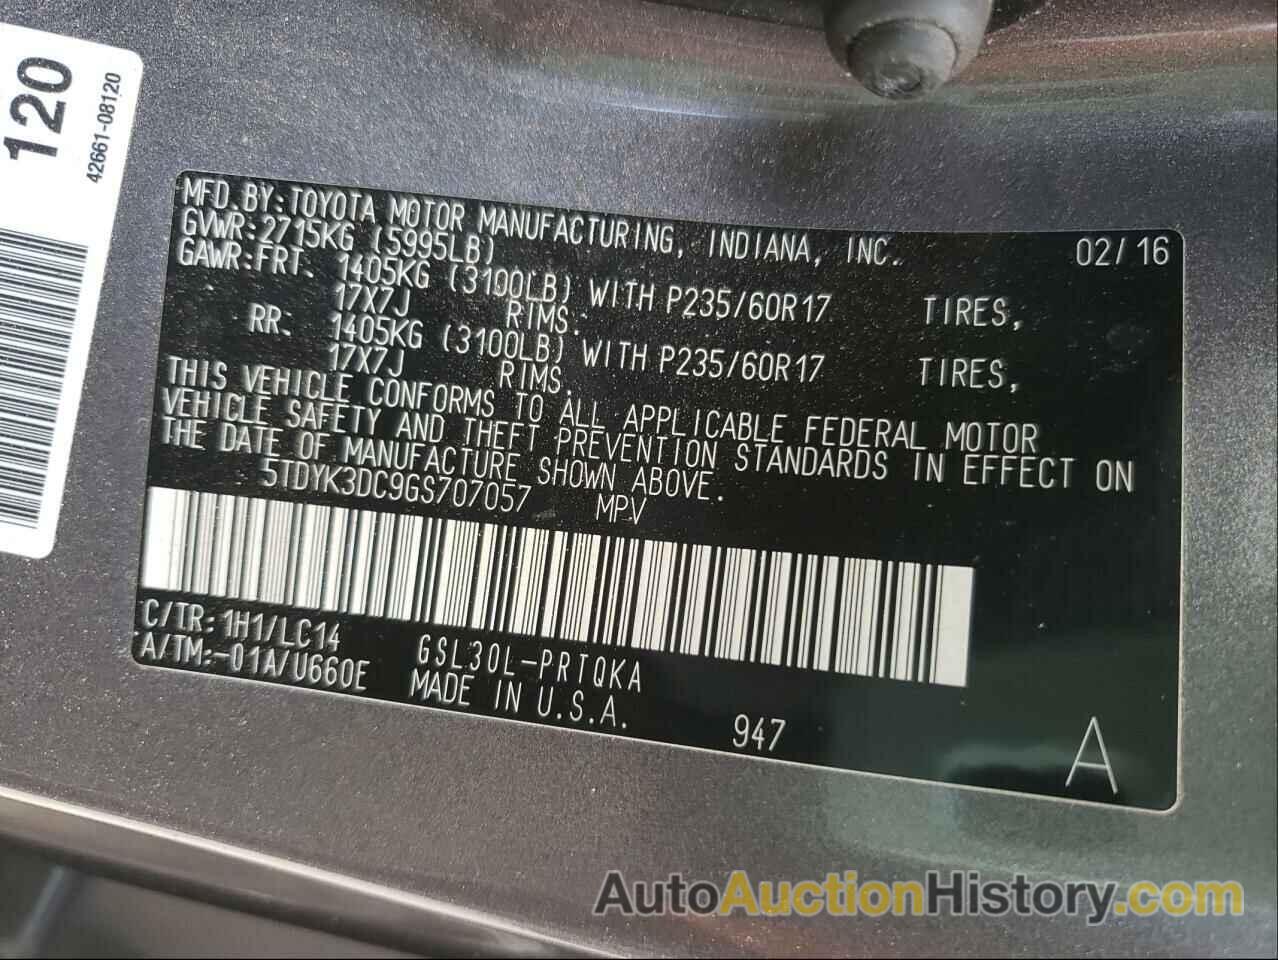 120
42661-08120
MFD.BY:TOYOTA MOTOR MANUFACTURING, INDIANA, INC. 02/16
GVWR:2715KG (5995LB)
GAWR:FRT. 1405KG (3100LB) WITH P235/60R17 TIRES,
17X7J RIMS.
RR. 1405KG (3100LB) WITH P235/60R17 TIRES,
17X7J RIMS.
THIS VEHICLE CONFORMS TO ALL APPLICABLE FEDERAL MOTOR
VEHICLE SAFETY AND THEFT PREVENTION STANDARDS IN EFFECT ON
THE DATE OF MANUFACTURE SHOWN ABOVE.
5TDYK3DC9GS707057 MPV
C/TR:1H1/LC14 GSL30L-PRTQKA
A/TM:-01A/U660E MADE IN U.S.A. 947 A
AutoAuctionHistory.com